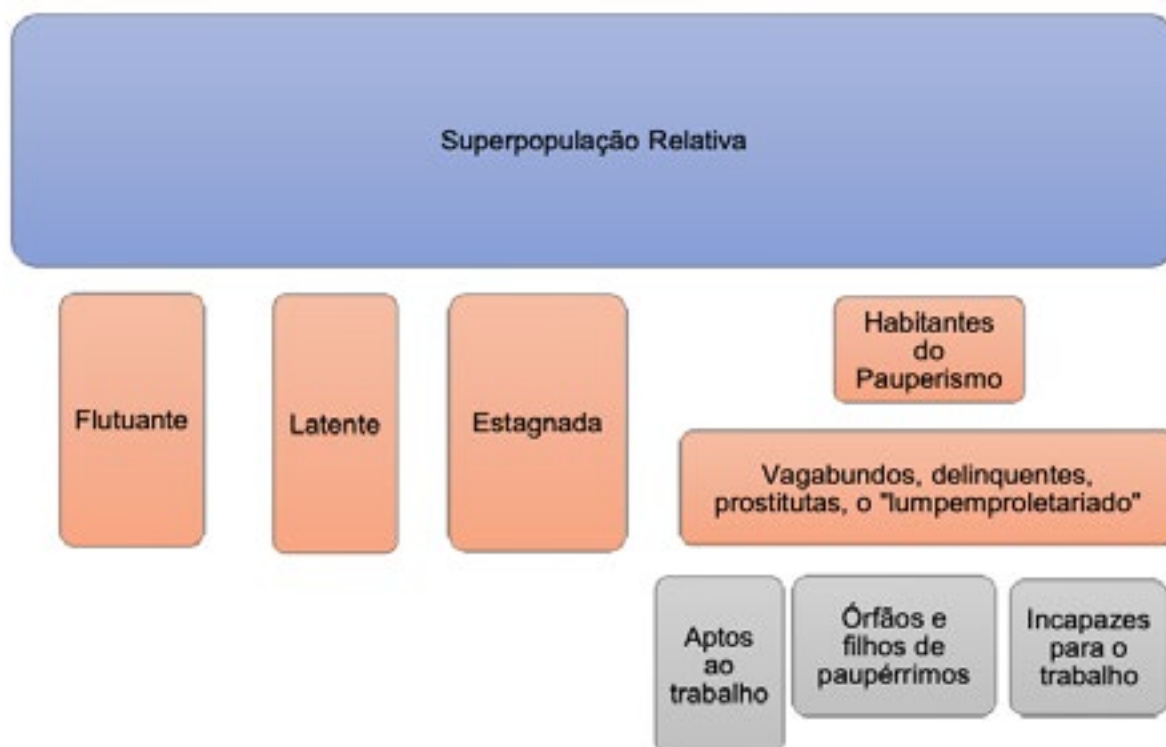 Superpopulação Relativa
Flutuante
Latente
Estagnada
Habitantes
do
Pauperismo
Vagabundos, delinquentes,
prostitutas, o "lumpemproletariado"
Aptos
ao
trabalho
Órfãos e
filhos de
paupérrimos
Incapazes
para o
trabalho